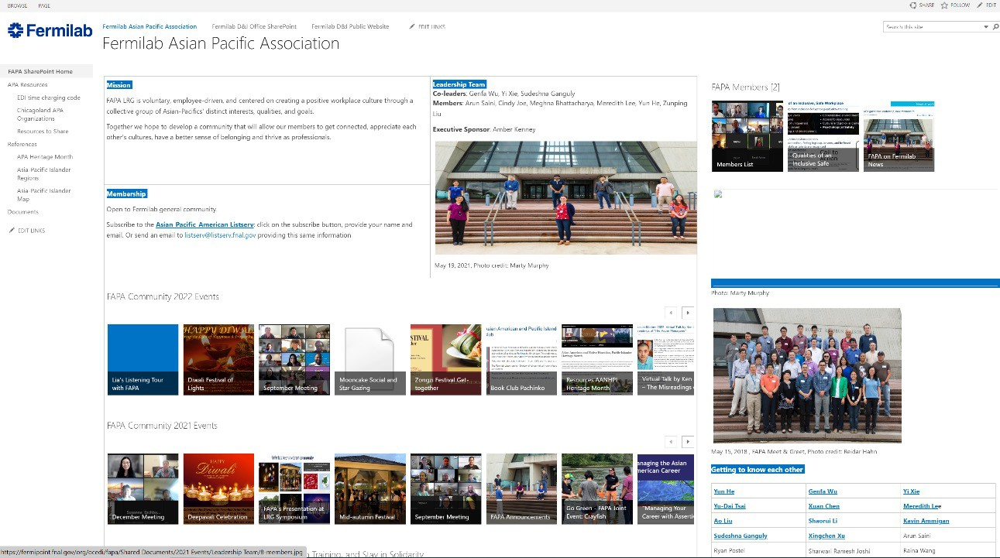 BROWSE PAGE
SHARE FOLLOW EDIT
Fermilab
Fermilab Asian Pacific Association Fermilab D&I Office SharePoint Fermilab D&I Public Website EDIT LINKS
Search this site
Fermilab Asian Pacific Association
FAPA SharePoint Home
APA Resources
EDI time charging code
Chicagoland APA
Organizations
Resources to Share
References
APA Heritage Month
Asia-Pacific Islander
Regions
Asia-Pacific Islander
Map
Documents
EDIT LINKS
Mission
FAPA LRG is voluntary, employee-driven, and centered on creating a positive workplace culture through a
collective group of Asian-Pacifics' distinct interests, qualities, and goals.
Together we hope to develop a community that will allow our members to get connected, appreciate each
other's cultures, have a better sense of belonging and thrive as professionals.
Membership
Open to Fermilab general community.
Subscribe to the Asian Pacific American Listserv: click on the subscribe button, provide your name and
email. Or send an email to listserv@listserv.fnal.gov providing this same information
Leadership Team
Co-leaders: Genfa Wu, Yi Xie, Sudeshna Ganguly
Members: Arun Saini, Cindy Joe, Meghna Bhattacharya, Meredith Lee, Yun He, Zunping
Liu
Executive Sponsor: Amber Kenney
May 19, 2021, Photo credit: Marty Murphy
FAPA Community 2022 Events
Lia's Listening Tour
with FAPA
HAPPY DIWALI
Diwali Festival of
Lights
September Meeting
Mooncake Social and
Star Gazing
Zongzi Festival Get-
together
Book Club Pachinko
Resources AANHPI
Heritage Month
Virtual Talk by Ken
– The Misreadings
FAPA Community 2021 Events
December Meeting
HAPPY
Diwali
Deepavali Celebration
FAPA's Presentation at
LRG Symposium
Mid-autumn Festival
September Meeting
FAPA Announcements
Go Green - FAPA Joint
Event: Crayfish
anaging the Asian
merican Career
"Managing Your
Career with Asserti
n Training, and Stay in Solidarity
https://fermipoint.fnal.gov/org/ocedi/fapa/Shared Documents/2021 Events/Leadership Team/8-members.jpg
FAPA Members [2]
Members List
of an Inclusive, Safe Workplace
Qualities of an
Inclusive Safe
FAPA on Fermilab
News
Photo: Marty Murphy
May 15, 2018 , FAPA Meet & Greet, Photo credit: Reidar Hahn
Getting to know each other
Yun He Genfa Wu Yi Xie
Yu-Dai Tsai Xuan Chen Meredith Lee
Ao Liu Shaorui Li Kavin Ammigan
Sudeshna Ganguly Xingchen Xu Arun Saini
Ryan Postel Sharwari Ramesh Joshi Raina Wang